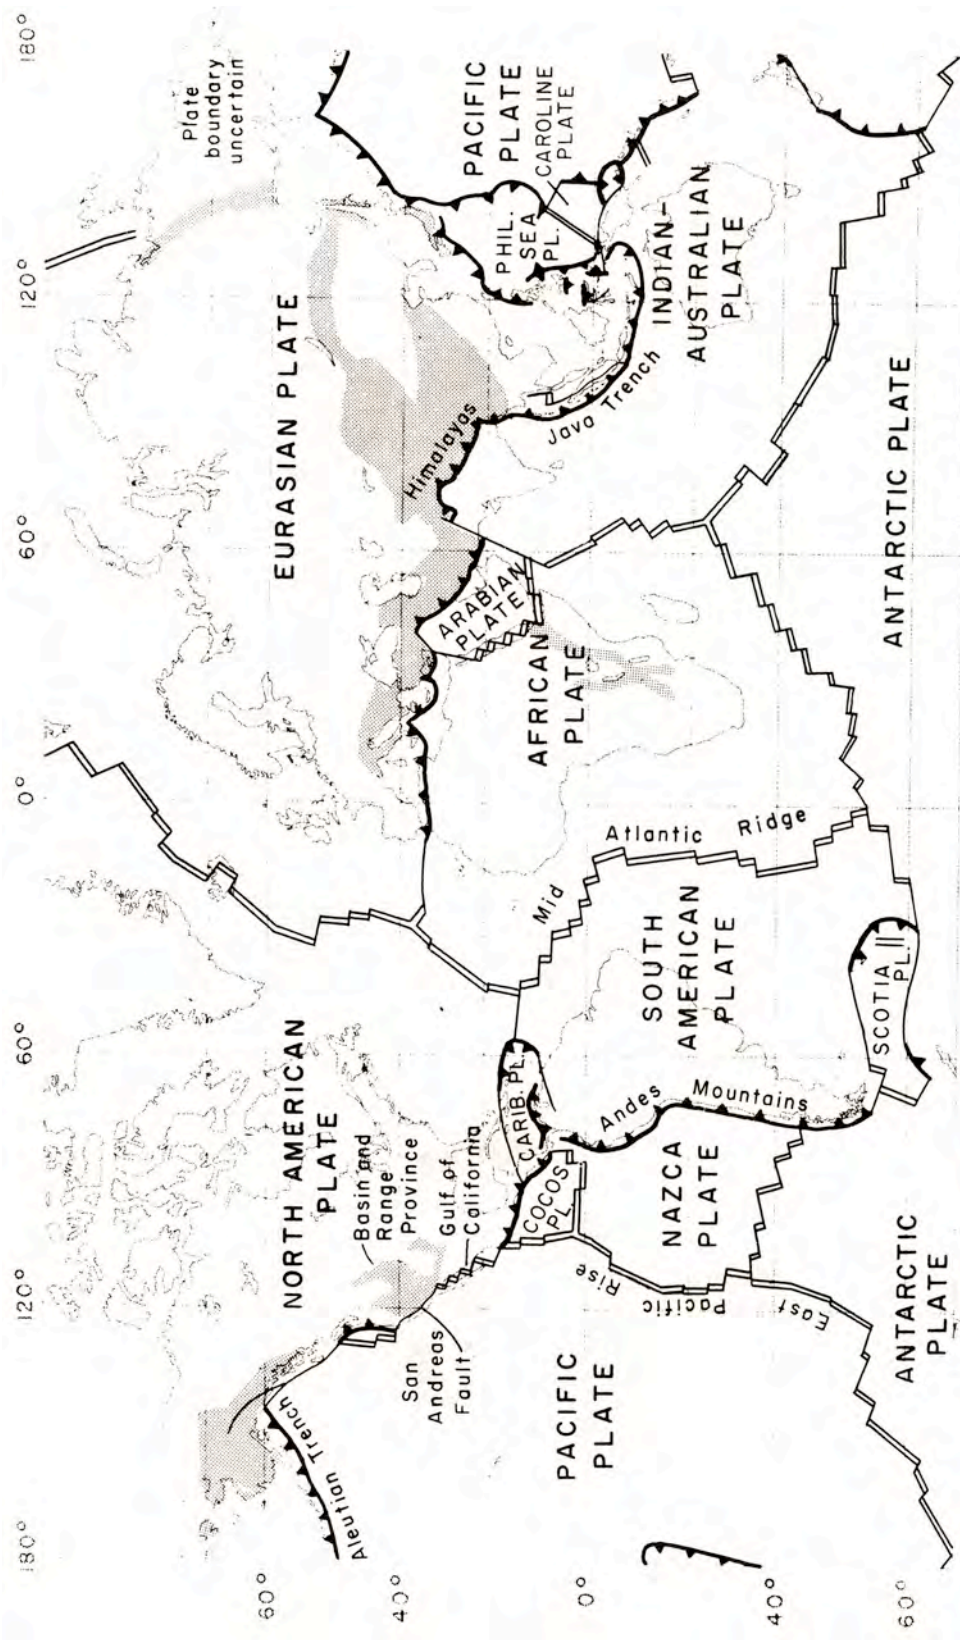 180°
120°
60°
0°
60°
120°
180°
60°
40°
0°
40°
60°
Plate
boundary
uncertain
EURASIAN PLATE
PACIFIC
PLATE
CAROLINE
PLATE
PHIL.
SEA
PL.
INDIAN-
AUSTRALIAN
PLATE
Himalayas
Java Trench
ARABIAN
PLATE
AFRICAN
PLATE
ANTARCTIC PLATE
Mid Atlantic Ridge
NORTH AMERICAN
PLATE
Basin and
Range
Province
Gulf of
California
San
Andreas
Fault
Aleutian Trench
CARIB. PL.
COCOS
PL.
SOUTH
AMERICAN
PLATE
Andes Mountains
NAZCA
PLATE
SCOTIA
PL.
East Pacific Rise
PACIFIC
PLATE
ANTARCTIC
PLATE